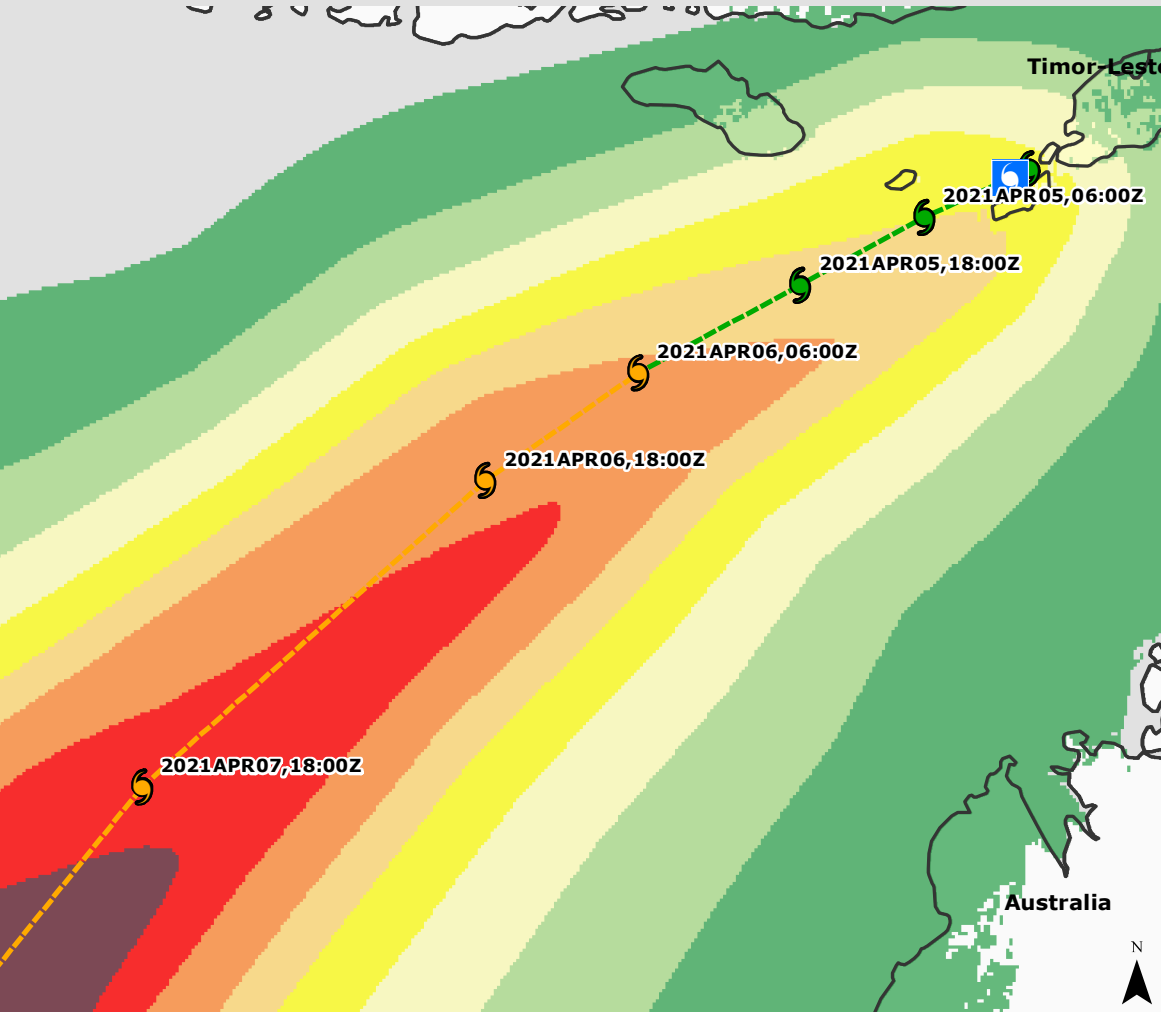 Timor-Leste
2021APR05,06:00Z
2021APR05,18:00Z
2021APR06,06:00Z
2021APR06,18:00Z
2021APR07,18:00Z
Australia
N